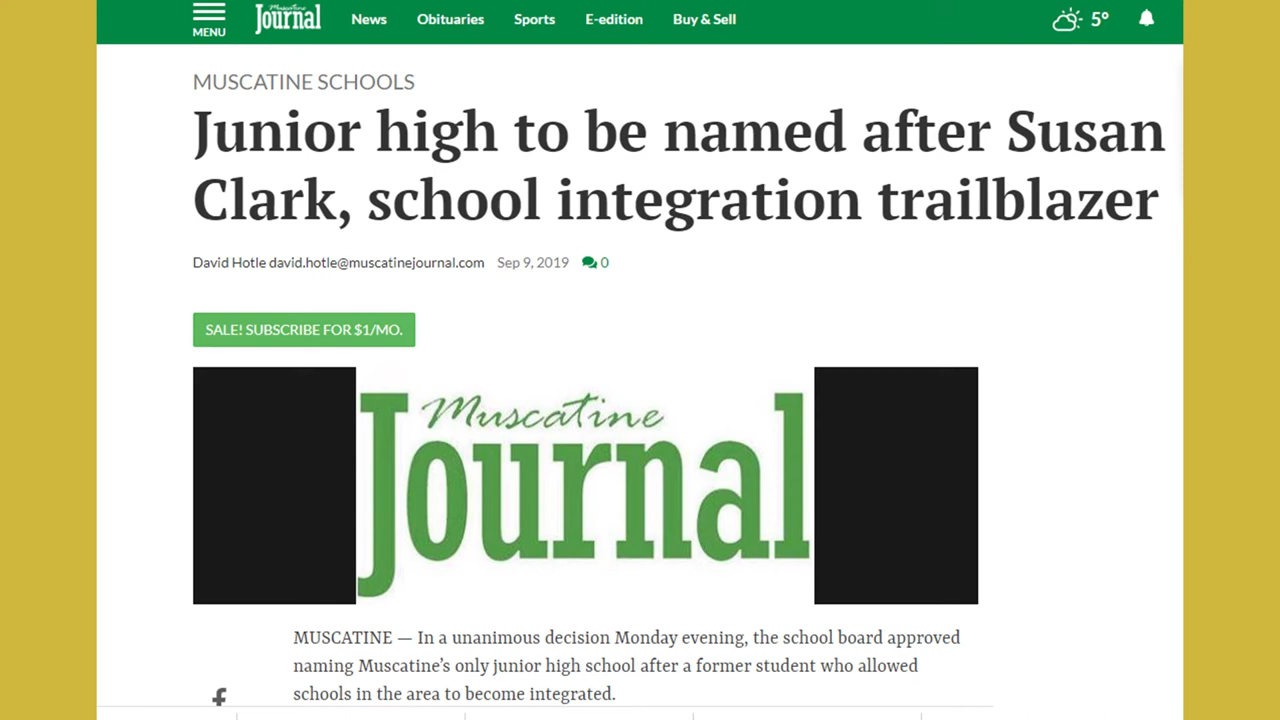 MENU
Muscatine
Journal
News Obituaries Sports E-edition Buy & Sell
5°
MUSCATINE SCHOOLS
Junior high to be named after Susan
Clark, school integration trailblazer
David Hotle david.hotle@muscatinejournal.com Sep 9, 2019 0
SALE! SUBSCRIBE FOR $1/MO.
Muscatine
Journal
MUSCATINE — In a unanimous decision Monday evening, the school board approved
naming Muscatine’s only junior high school after a former student who allowed
schools in the area to become integrated.